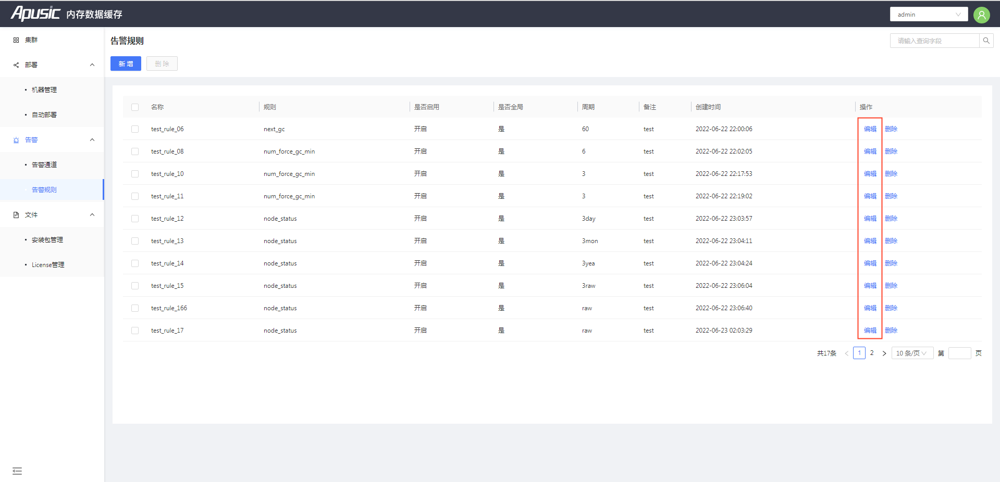 Apusic 内存数据缓存
admin
集群
部署
机器管理
自动部署
告警
告警通道
告警规则
文件
安装包管理
License管理
告警规则
请输入查询字段
新 增
删 除
名称 规则 是否启用 是否全局 周期 备注 创建时间 操作
test_rule_06 next_gc 开启 是 60 test 2022-06-22 22:00:06 编辑 删除
test_rule_08 num_force_gc_min 开启 是 6 test 2022-06-22 22:02:05 编辑 删除
test_rule_10 num_force_gc_min 开启 是 3 test 2022-06-22 22:17:53 编辑 删除
test_rule_11 num_force_gc_min 开启 是 3 test 2022-06-22 22:19:02 编辑 删除
test_rule_12 node_status 开启 是 3day test 2022-06-22 23:03:57 编辑 删除
test_rule_13 node_status 开启 是 3mon test 2022-06-22 23:04:11 编辑 删除
test_rule_14 node_status 开启 是 3yea test 2022-06-22 23:04:24 编辑 删除
test_rule_15 node_status 开启 是 3raw test 2022-06-22 23:06:04 编辑 删除
test_rule_166 node_status 开启 是 raw test 2022-06-22 23:06:40 编辑 删除
test_rule_17 node_status 开启 是 raw test 2022-06-23 02:03:29 编辑 删除
共17条 < 1 2 > 10 条/页 第 页